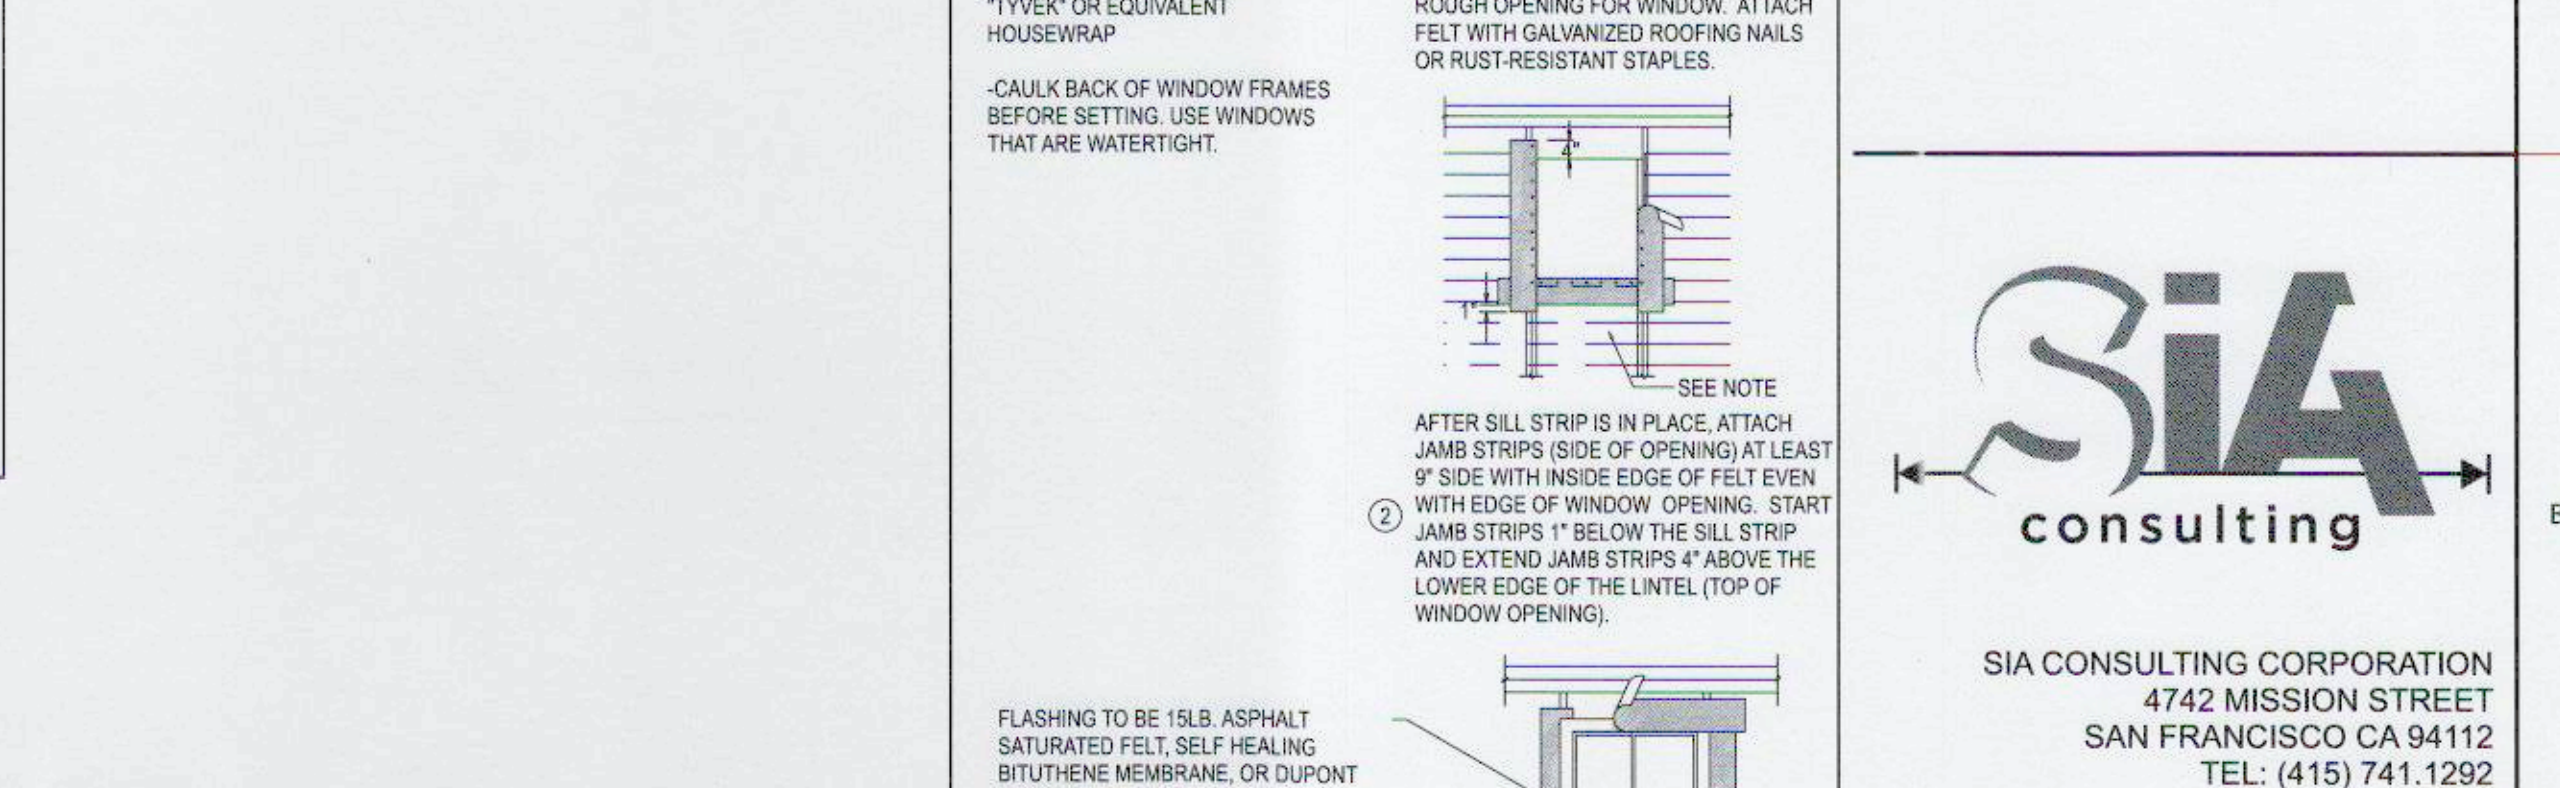 "TYVEK" OR EQUIVALENT
HOUSEWRAP
-CAULK BACK OF WINDOW FRAMES
BEFORE SETTING. USE WINDOWS
THAT ARE WATERTIGHT.
ROUGH OPENING FOR WINDOW. ATTACH
FELT WITH GALVANIZED ROOFING NAILS
OR RUST-RESISTANT STAPLES.
4"
1"
SEE NOTE
AFTER SILL STRIP IS IN PLACE, ATTACH
JAMB STRIPS (SIDE OF OPENING) AT LEAST
9" SIDE WITH INSIDE EDGE OF FELT EVEN
2 WITH EDGE OF WINDOW OPENING. START
JAMB STRIPS 1" BELOW THE SILL STRIP
AND EXTEND JAMB STRIPS 4" ABOVE THE
LOWER EDGE OF THE LINTEL (TOP OF
WINDOW OPENING).
FLASHING TO BE 15LB. ASPHALT
SATURATED FELT, SELF HEALING
BITUTHENE MEMBRANE, OR DUPONT
SiA
consulting
SIA CONSULTING CORPORATION
4742 MISSION STREET
SAN FRANCISCO CA 94112
TEL: (415) 741.1292